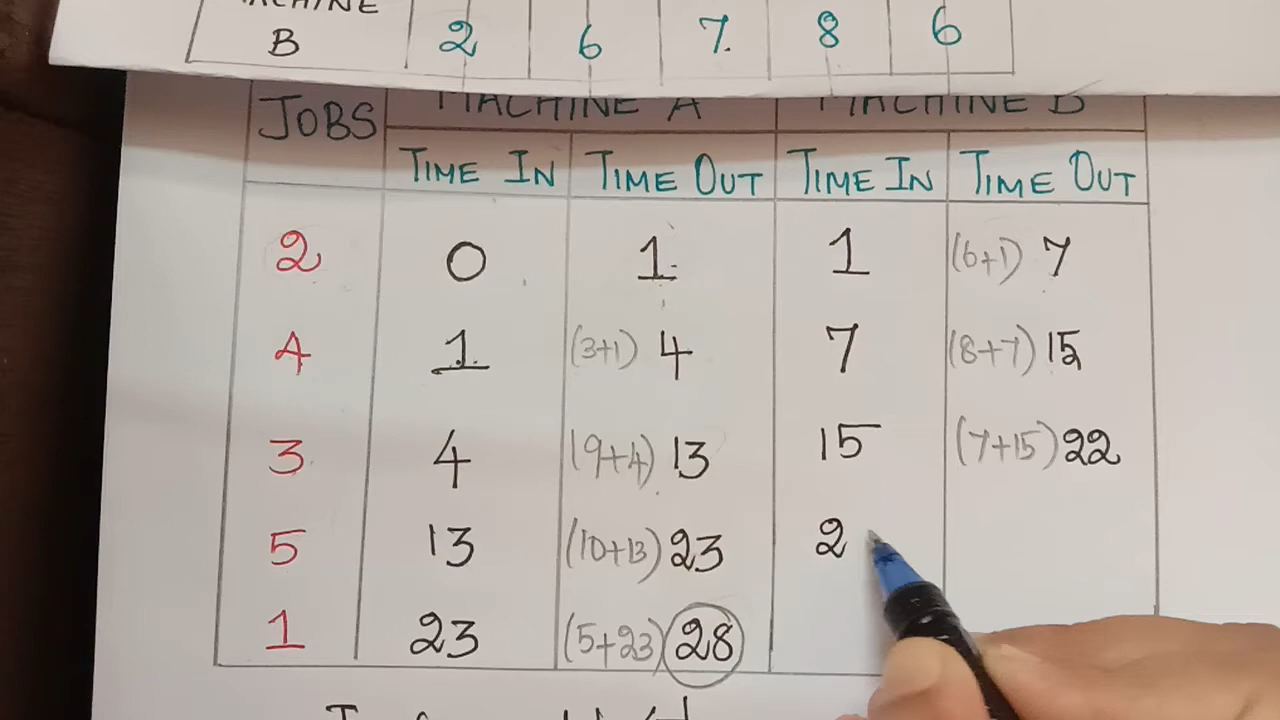 B 2 6 7 8 6
JOBS MACHINE A MACHINE B
TIME IN TIME OUT TIME IN TIME OUT
2 0 1 1 (6+1) 7
4 1 (3+1) 4 7 (8+7) 15
3 4 (9+4) 13 15 (7+15) 22
5 13 (10+13) 23 2
1 23 (5+23) 28